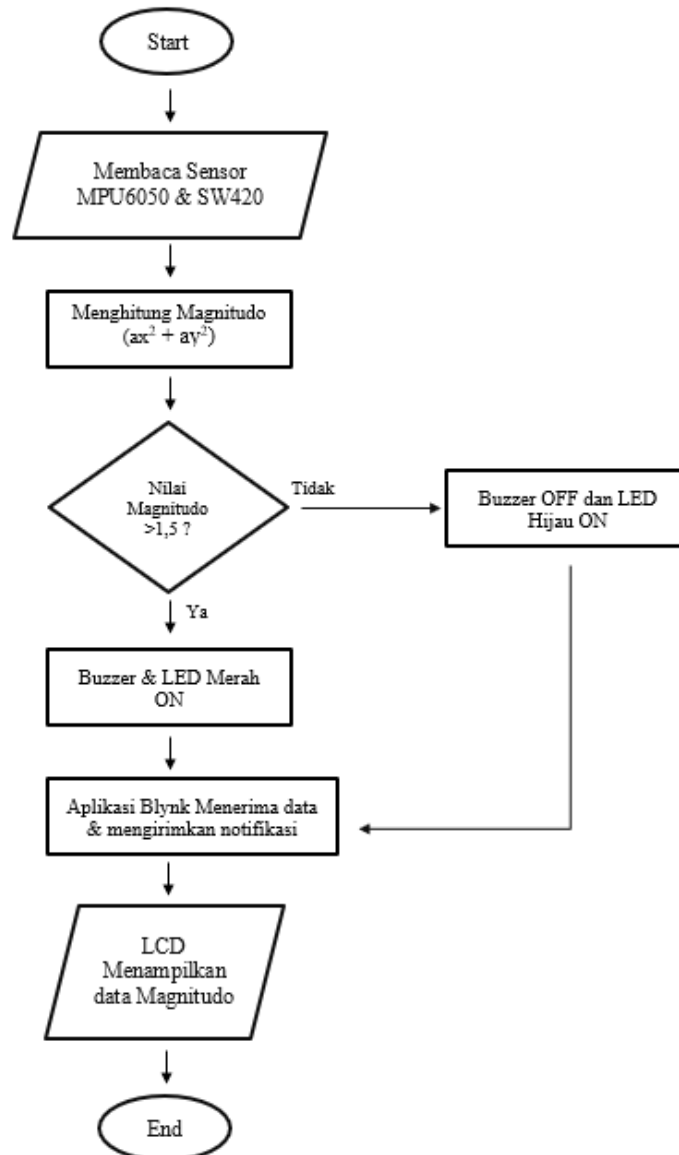 Start
Membaca Sensor
MPU6050 & SW420
Menghitung Magnitudo
(ax² + ay²)
Nilai
Magnitudo
>1,5 ?
Tidak
Buzzer OFF dan LED
Hijau ON
Ya
Buzzer & LED Merah
ON
Aplikasi Blynk Menerima data
& mengirimkan notifikasi
LCD
Menampilkan
data Magnitudo
End